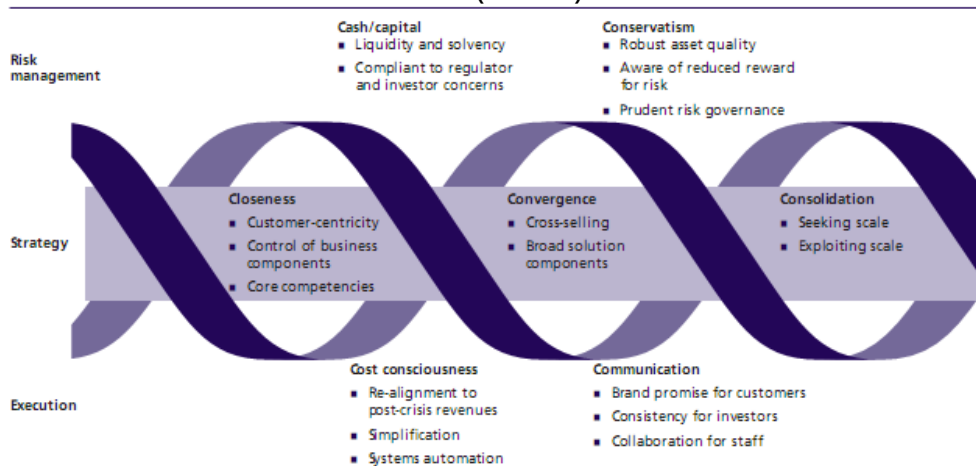 Cash/capital
▪ Liquidity and solvency
▪ Compliant to regulator
and investor concerns
Conservatism
▪ Robust asset quality
▪ Aware of reduced reward
for risk
▪ Prudent risk governance
Risk
management
Closeness
▪ Customer-centricity
▪ Control of business
components
▪ Core competencies
Convergence
▪ Cross-selling
▪ Broad solution
components
Consolidation
▪ Seeking scale
▪ Exploiting scale
Strategy
Cost consciousness
▪ Re-alignment to
post-crisis revenues
▪ Simplification
▪ Systems automation
Communication
▪ Brand promise for customers
▪ Consistency for investors
▪ Collaboration for staff
Execution